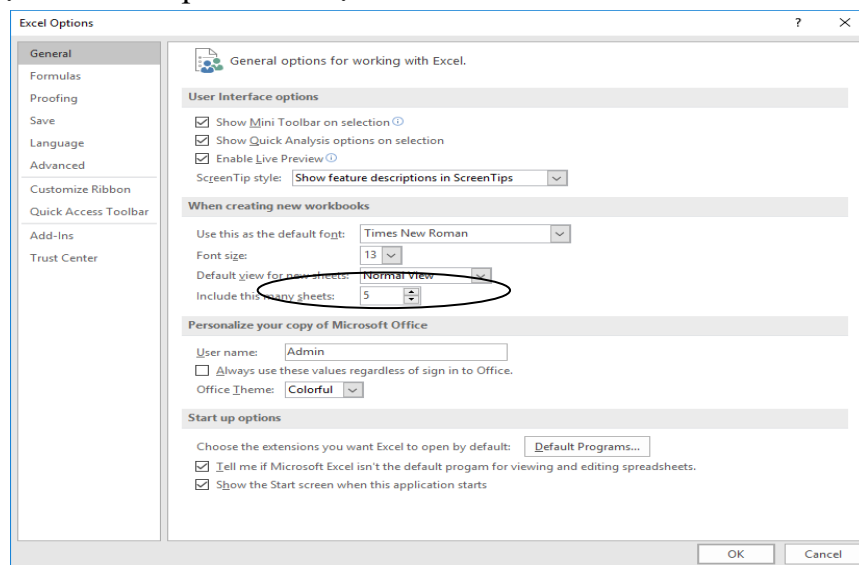 Excel Options ? ×
General
Formulas
Proofing
Save
Language
Advanced
Customize Ribbon
Quick Access Toolbar
Add-Ins
Trust Center
General options for working with Excel.
User Interface options
Show Mini Toolbar on selection
Show Quick Analysis options on selection
Enable Live Preview
ScreenTip style: Show feature descriptions in ScreenTips
When creating new workbooks
Use this as the default font: Times New Roman
Font size: 13
Default view for new sheets: Normal View
Include this many sheets: 5
Personalize your copy of Microsoft Office
User name: Admin
Always use these values regardless of sign in to Office.
Office Theme: Colorful
Start up options
Choose the extensions you want Excel to open by default: Default Programs...
Tell me if Microsoft Excel isn't the default progam for viewing and editing spreadsheets.
Show the Start screen when this application starts
OK Cancel